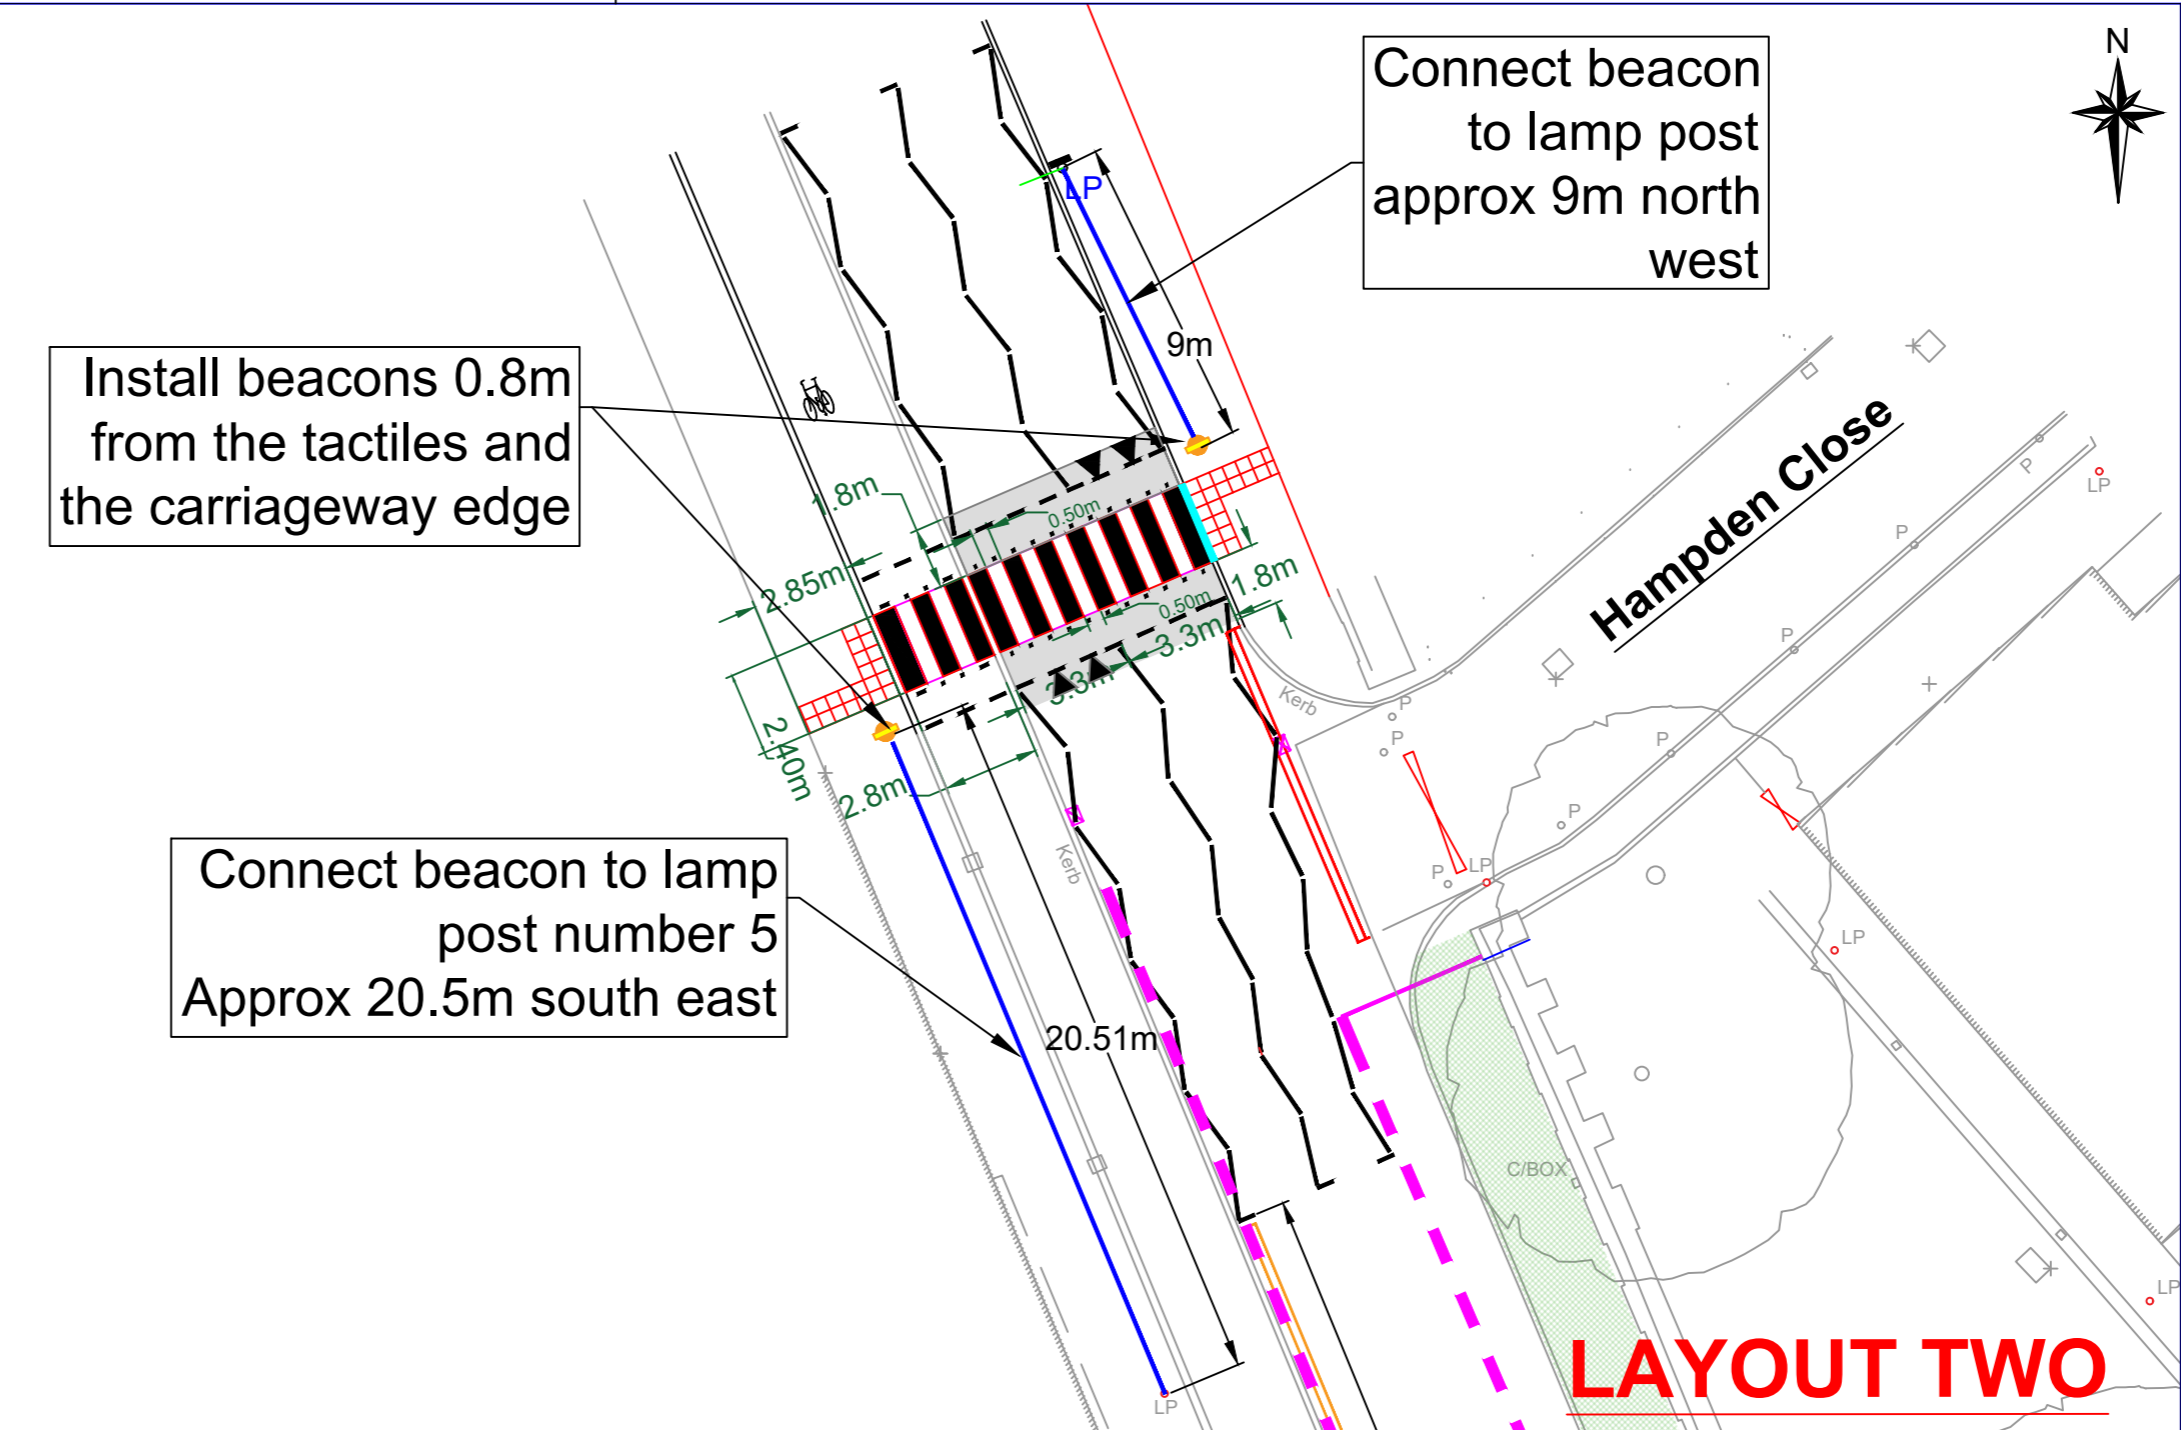 N
Connect beacon
to lamp post
approx 9m north
west
LP
9m
Install beacons 0.8m
from the tactiles and
the carriageway edge
Hampden Close
1.8m
0.50m
2.85m
1.8m
0.50m
3.3m
3.3m
2.40m
2.8m
Kerb
Kerb
P
LP
P
P
P
P
P
P
LP
P
LP
Connect beacon to lamp
post number 5
Approx 20.5m south east
20.51m
C/BOX
LP
LP
LAYOUT TWO